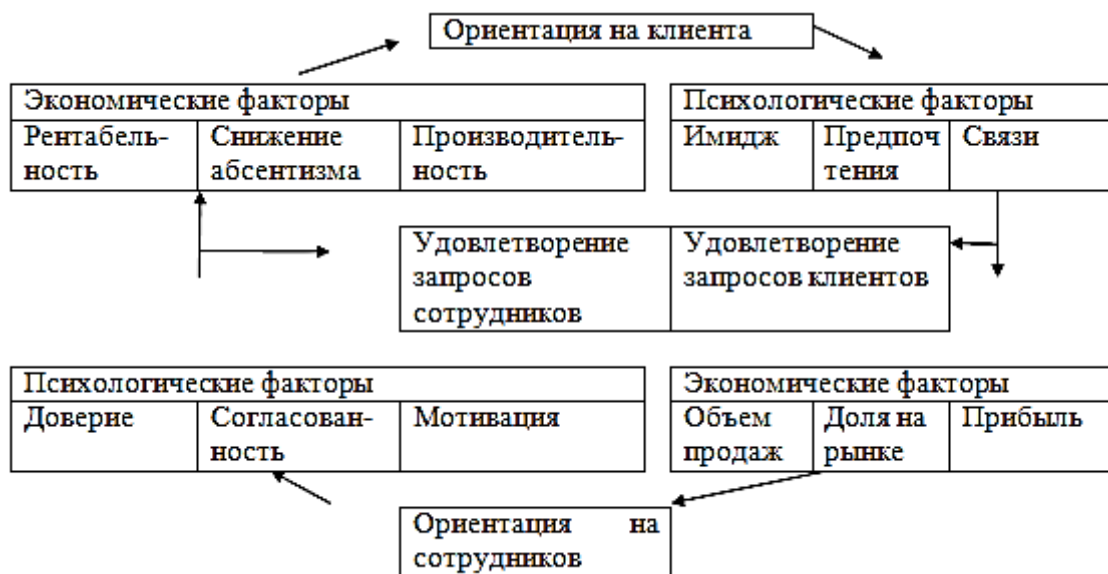 Ориентация на клиента
Экономические факторы
Рентабель-
ность
Снижение
абсентизма
Производитель-
ность
Психологические факторы
Имидж
Предпоч
тения
Связи
Удовлетворение
запросов
сотрудников
Удовлетворение
запросов клиентов
Психологические факторы
Доверие
Согласован-
ность
Мотивация
Экономические факторы
Объем
продаж
Доля на
рынке
Прибыль
Ориентация на
сотрудников